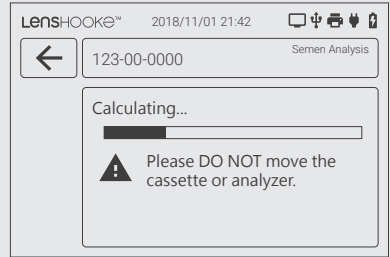 LENSHOOKE™ 2018/11/01 21:42
123-00-0000 Semen Analysis
Calculating...
Please DO NOT move the
cassette or analyzer.